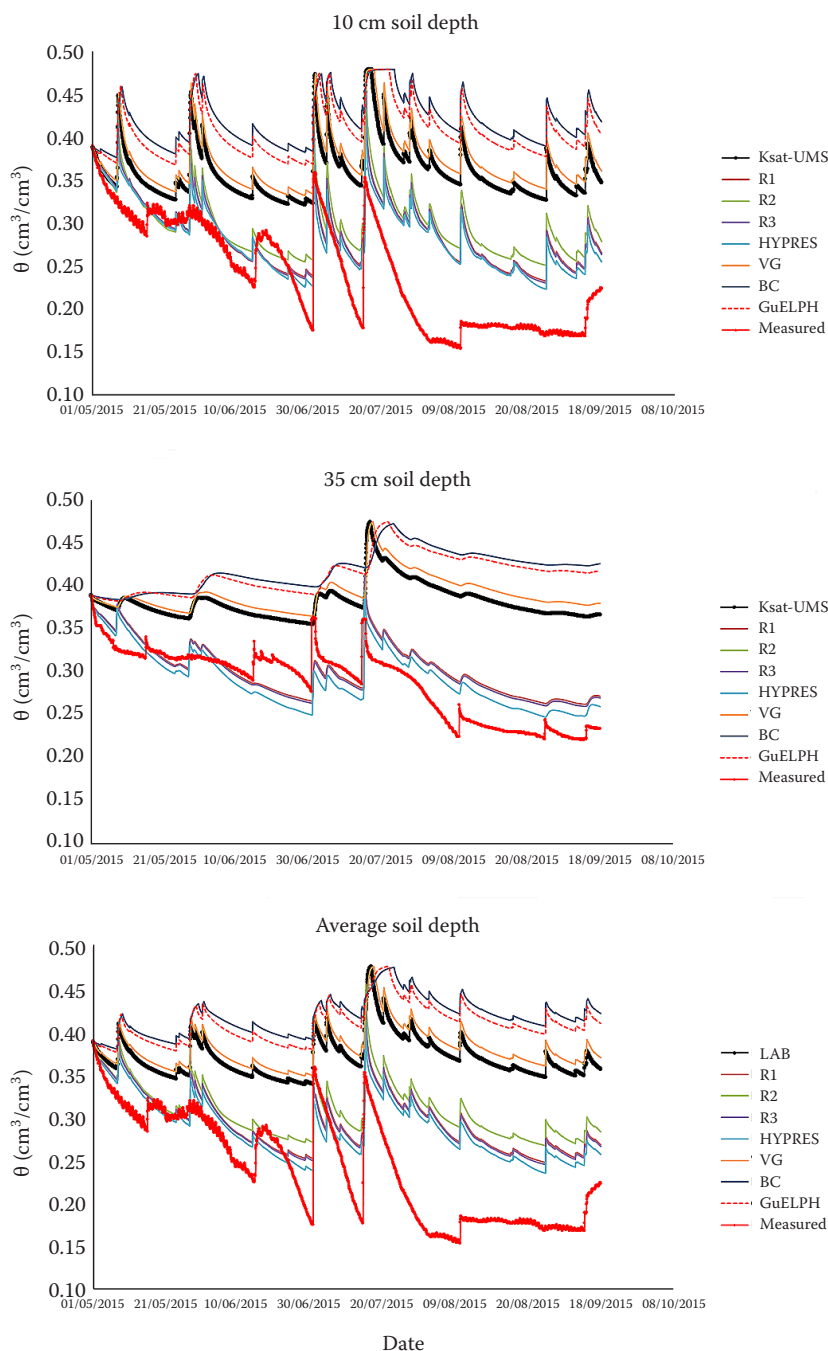 10 cm soil depth
θ (cm³/cm³)
0.50
0.45
0.40
0.35
0.30
0.25
0.20
0.15
0.10
01/05/2015 21/05/2015 10/06/2015 30/06/2015 20/07/2015 09/08/2015 20/08/2015 18/09/2015 08/10/2015
Ksat-UMS
R1
R2
R3
HYPRES
VG
BC
GuELPH
Measured
35 cm soil depth
θ (cm³/cm³)
0.50
0.45
0.40
0.35
0.30
0.25
0.20
0.15
0.10
01/05/2015 21/05/2015 10/06/2015 30/06/2015 20/07/2015 09/08/2015 20/08/2015 18/09/2015 08/10/2015
Ksat-UMS
R1
R2
R3
HYPRES
VG
BC
GuELPH
Measured
Average soil depth
θ (cm³/cm³)
0.50
0.45
0.40
0.35
0.30
0.25
0.20
0.15
0.10
01/05/2015 21/05/2015 10/06/2015 30/06/2015 20/07/2015 09/08/2015 20/08/2015 18/09/2015 08/10/2015
LAB
R1
R2
R3
HYPRES
VG
BC
GuELPH
Measured
Date